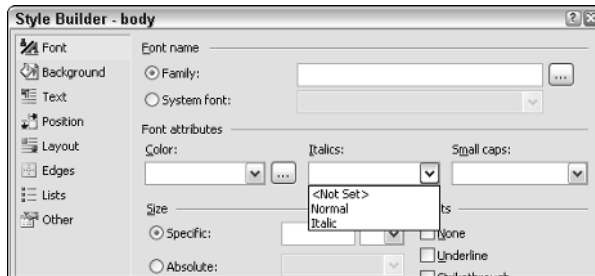 Style Builder - body
Font
Background
Text
Position
Layout
Edges
Lists
Other
Font name
Family:
...
System font:
Font attributes
Color:
Italics:
Small caps:
...
<Not Set>
Normal
Italic
Size
ts
Specific:
None
Underline
Absolute: